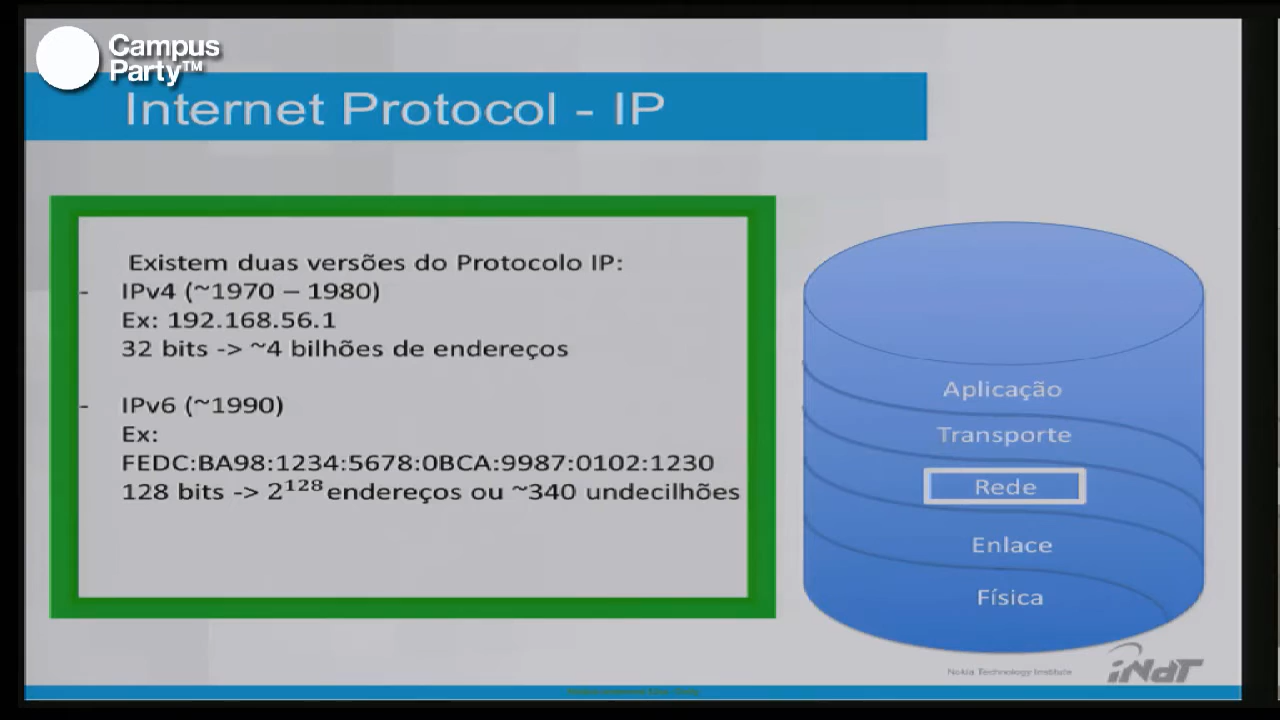 Campus
Party™
Internet Protocol - IP
Existem duas versões do Protocolo IP:
- IPv4 (~1970 – 1980)
Ex: 192.168.56.1
32 bits -> ~4 bilhões de endereços
- IPv6 (~1990)
Ex:
FEDC:BA98:1234:5678:0BCA:9987:0102:1230
128 bits -> 2¹²⁸ endereços ou ~340 undecilhões
Aplicação
Transporte
Rede
Enlace
Física
Nokia Technology Institute
iNdT